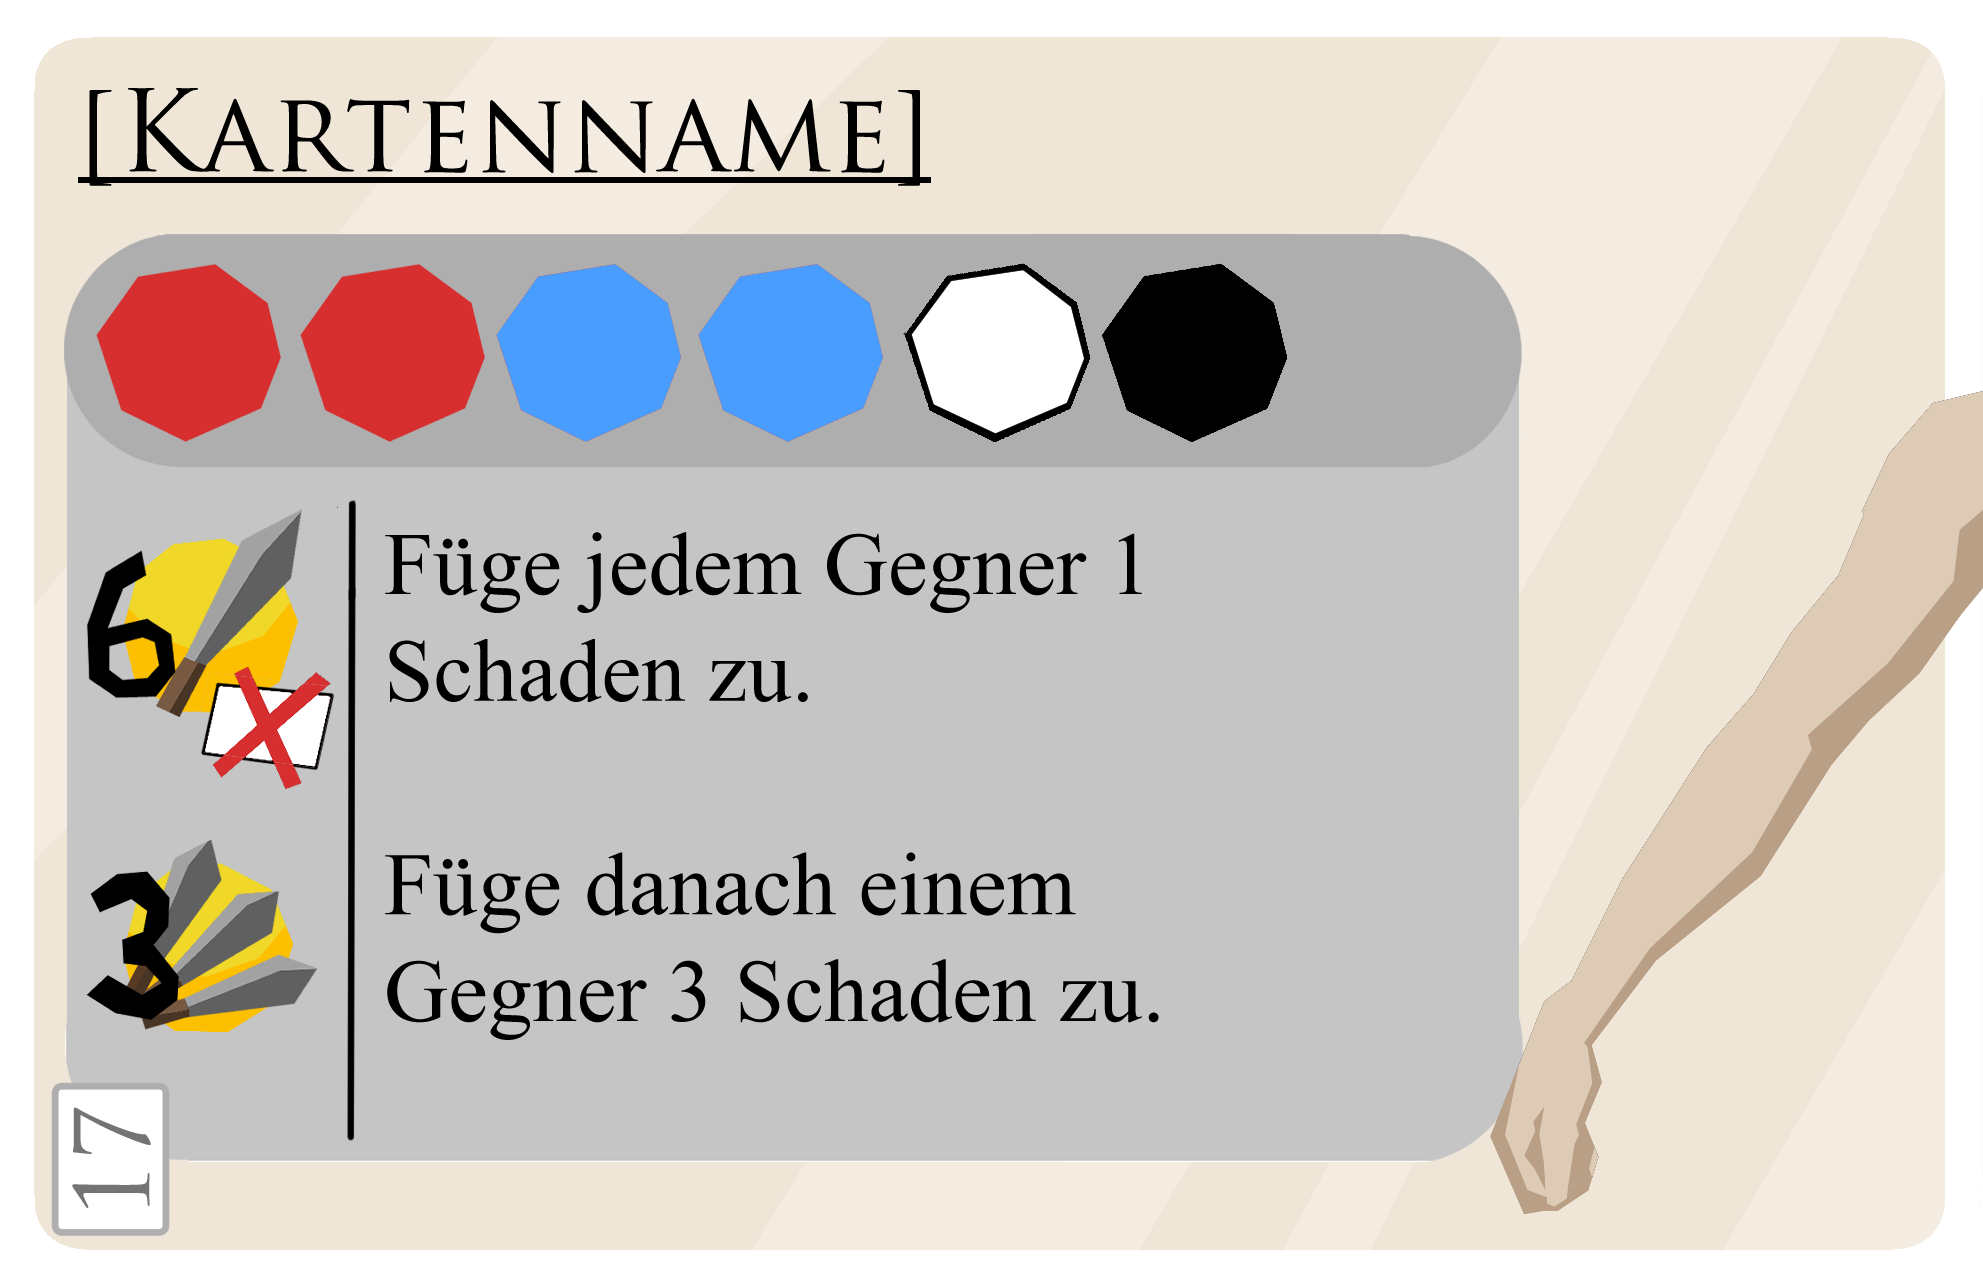 [Kartenname]
6
Füge jedem Gegner 1
Schaden zu.
3
Füge danach einem
Gegner 3 Schaden zu.
17